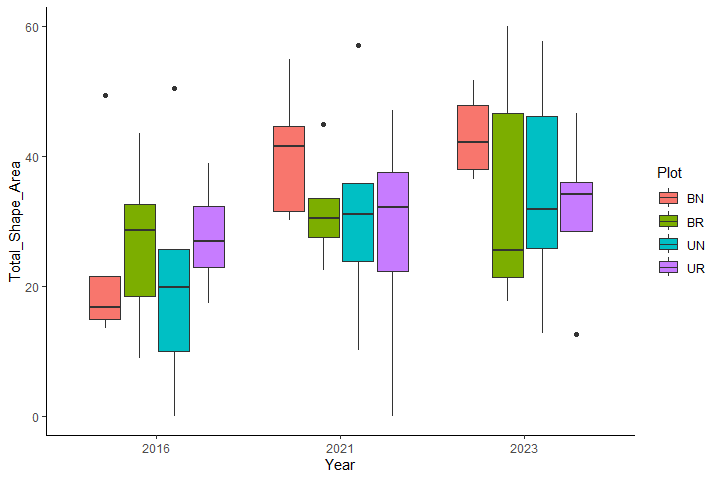 60
40
20
0
Total_Shape_Area
2016
2021
2023
Year
Plot
BN
BR
UN
UR